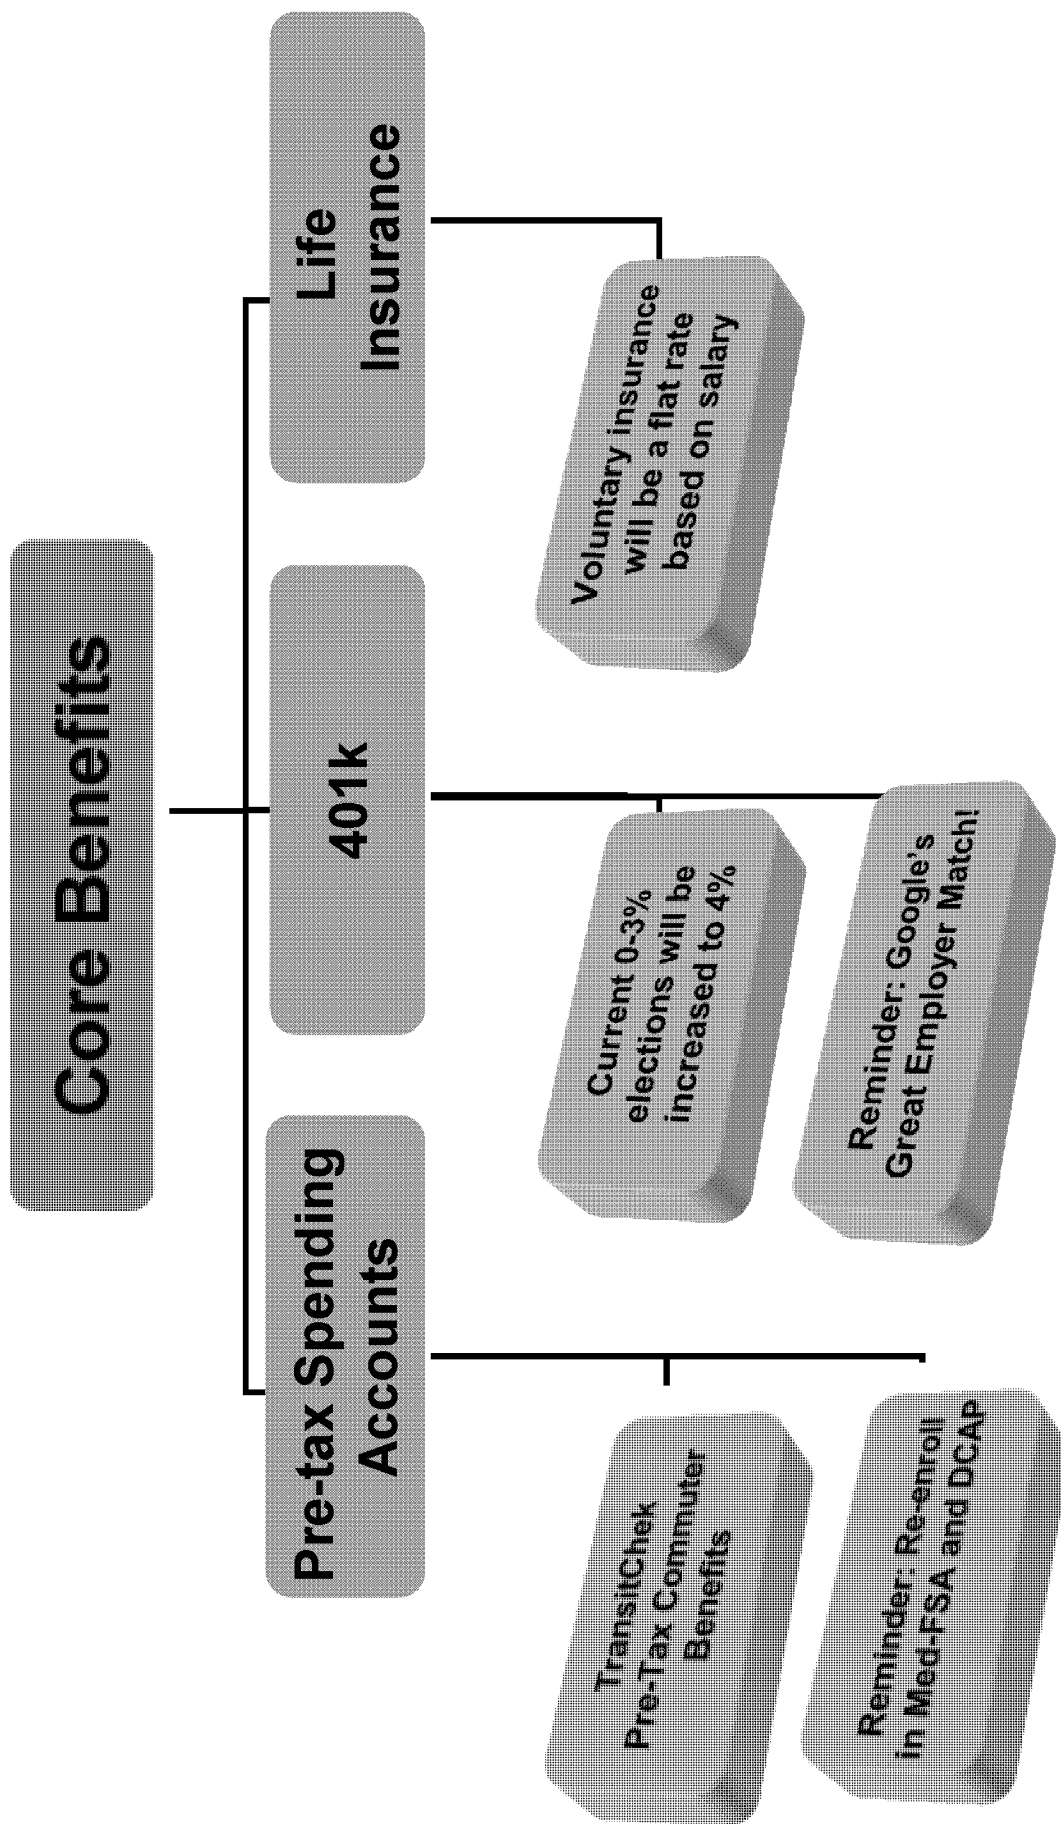 Core Benefits
Pre-tax Spending
Accounts
401k
Life
Insurance
TransitChek
Pre-Tax Commuter
Benefits
Reminder: Re-enroll
in Med-FSA and DCAP
Current 0-3%
elections will be
increased to 4%
Reminder: Google's
Great Employer Match!
Voluntary insurance
will be a flat rate
based on salary